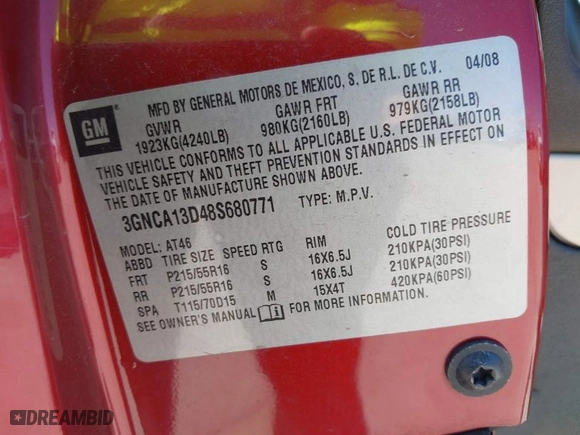 GM
MFD BY GENERAL MOTORS DE MEXICO, S. DE R.L. DE C.V. 04/08
GVWR GAWR FRT GAWR RR
1923KG(4240LB) 980KG(2160LB) 979KG(2158LB)
THIS VEHICLE CONFORMS TO ALL APPLICABLE U.S. FEDERAL MOTOR
VEHICLE SAFETY AND THEFT PREVENTION STANDARDS IN EFFECT ON
THE DATE OF MANUFACTURE SHOWN ABOVE.
3GNCA13D48S680771 TYPE: M.P.V.
MODEL: AT46
ABBD TIRE SIZE SPEED RTG RIM COLD TIRE PRESSURE
FRT P215/55R16 S 16X6.5J 210KPA(30PSI)
RR P215/55R16 S 16X6.5J 210KPA(30PSI)
SPA T115/70D15 M 15X4T 420KPA(60PSI)
SEE OWNER'S MANUAL i FOR MORE INFORMATION.
DREAMBID